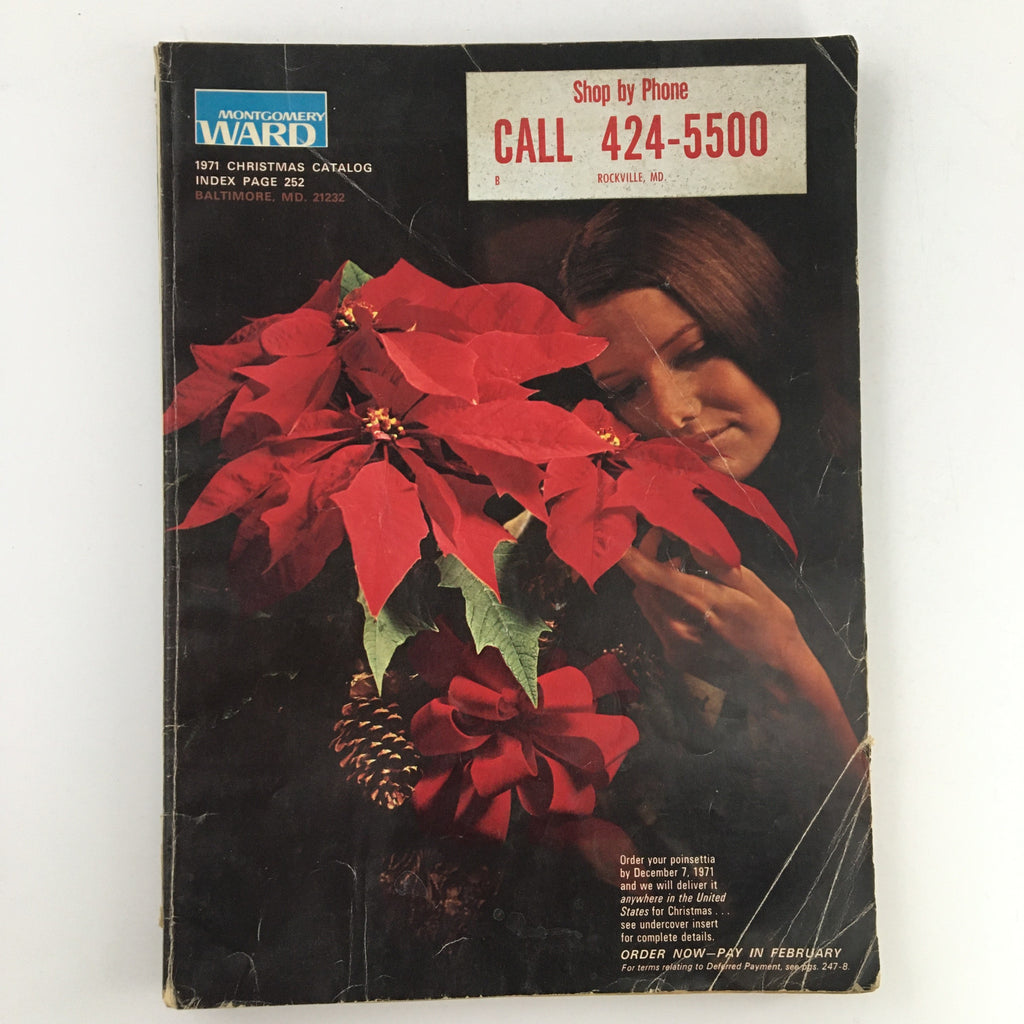 MONTGOMERY
WARD
1971 CHRISTMAS CATALOG
INDEX PAGE 252
BALTIMORE, MD. 21232
Shop by Phone
CALL 424-5500
B ROCKVILLE, MD.
Order your poinsettia
by December 7, 1971
and we will deliver it
anywhere in the United
States for Christmas . . .
see undercover insert
for complete details.
ORDER NOW—PAY IN FEBRUARY
For terms relating to Deferred Payment, see pgs. 247-8.